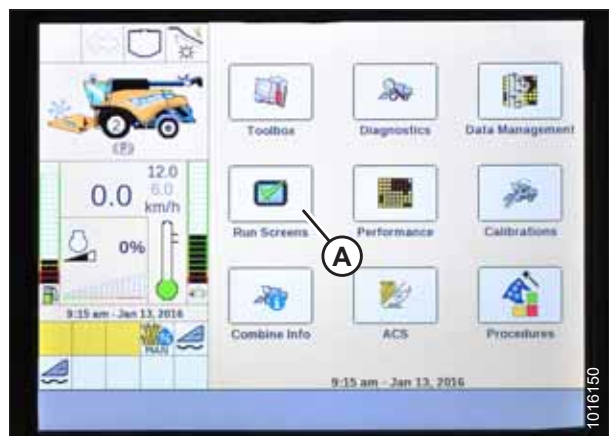 Toolbox
Diagnostics
Data Management
Run Screens
Performance
Calibrations
Combine Info
ACS
Procedures
9:15 am - Jan 13, 2016
2
(P)
0.0
12.0
6.0
km/h
0%
9:15 am - Jan 13, 2016
MAN
A
1016150